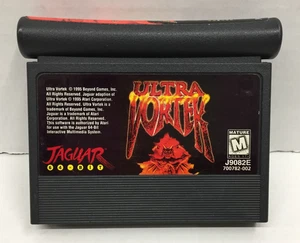 Ultra Vortek ® 1995 Beyond Games, Inc.
All Rights Reserved. Jaguar adaption of
Ultra Vortek © 1995 Atari Corporation.
All Rights Reserved. Ultra Vortek is a
trademark of Beyond Games, Inc.
Jaguar is a trademark of Atari
Corporation. All Rights Reserved.
This software is authorized by Atari
for use with the Jaguar 64-Bit
Interactive Multimedia System.
ULTRA
VORTEK
JAGUAR
64-BIT
MATURE
M
J9082E
700782-002